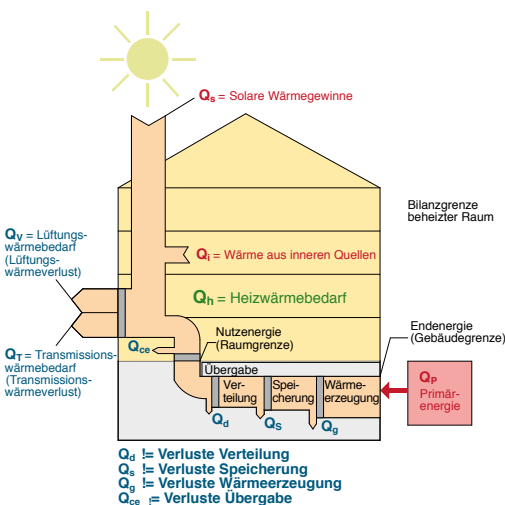 Qs = Solare Wärmegewinne
Bilanzgrenze
beheizter Raum
QV = Lüftungs-
wärmebedarf
(Lüftungs-
wärmeverlust)
Qi = Wärme aus inneren Quellen
Qh = Heizwärmebedarf
Nutzenergie
(Raumgrenze)
Endenergie
(Gebäudegrenze)
Qce
QT = Transmissions-
wärmebedarf
(Transmissions-
wärmeverlust)
Übergabe
Ver-
teilung
Spei-
cherung
Wärme-
erzeugung
QP
Primär-
energie
Qd
QS
Qg
Qd != Verluste Verteilung
Qs != Verluste Speicherung
Qg != Verluste Wärmeerzeugung
Qce != Verluste Übergabe